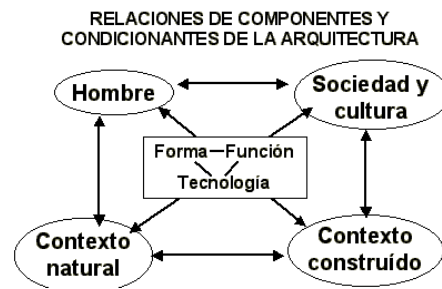 RELACIONES DE COMPONENTES Y
CONDICIONANTES DE LA ARQUITECTURA
Hombre
Sociedad y
cultura
Forma—Función
Tecnología
Contexto
natural
Contexto
construído